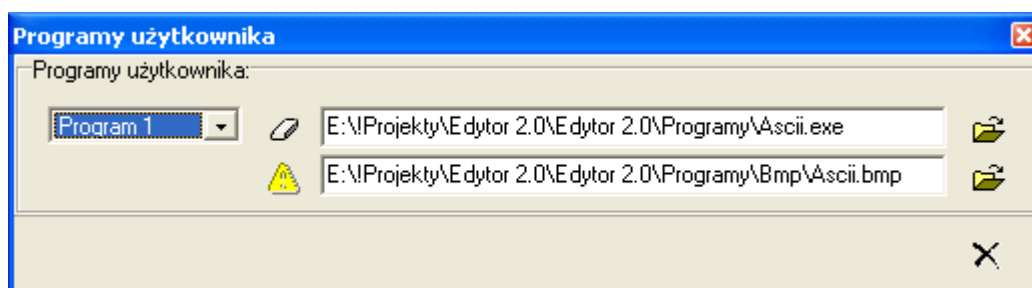 Programy użytkownika
Programy użytkownika:
Program 1
E:\!Projekty\Edytor 2.0\Edytor 2.0\Programy\Ascii.exe
E:\!Projekty\Edytor 2.0\Edytor 2.0\Programy\Bmp\Ascii.bmp